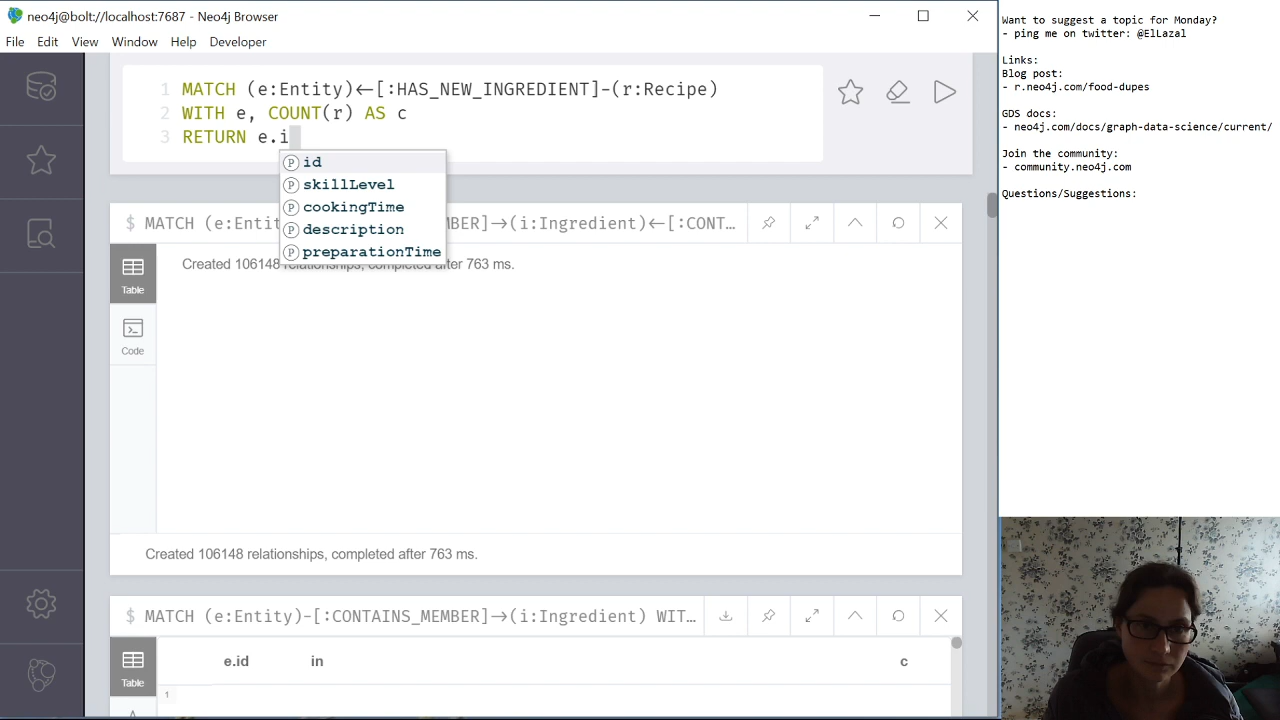 neo4j@bolt://localhost:7687 - Neo4j Browser
File Edit View Window Help Developer
1 MATCH (e:Entity)<-[:HAS_NEW_INGREDIENT]-(r:Recipe)
2 WITH e, COUNT(r) AS c
3 RETURN e.i
P id
P skillLevel
P cookingTime
P description
P preparationTime
$ MATCH (e:Enti MEMBER]->(i:Ingredient)<-[:CONT…
Created 106148 relationships, completed after 763 ms.
Table
Code
Created 106148 relationships, completed after 763 ms.
$ MATCH (e:Entity)-[:CONTAINS_MEMBER]->(i:Ingredient) WIT…
e.id in c
Table
1
Want to suggest a topic for Monday?
- ping me on twitter: @ElLazal
Links:
Blog post:
- r.neo4j.com/food-dupes
GDS docs:
- neo4j.com/docs/graph-data-science/current/
Join the community:
- community.neo4j.com
Questions/Suggestions: